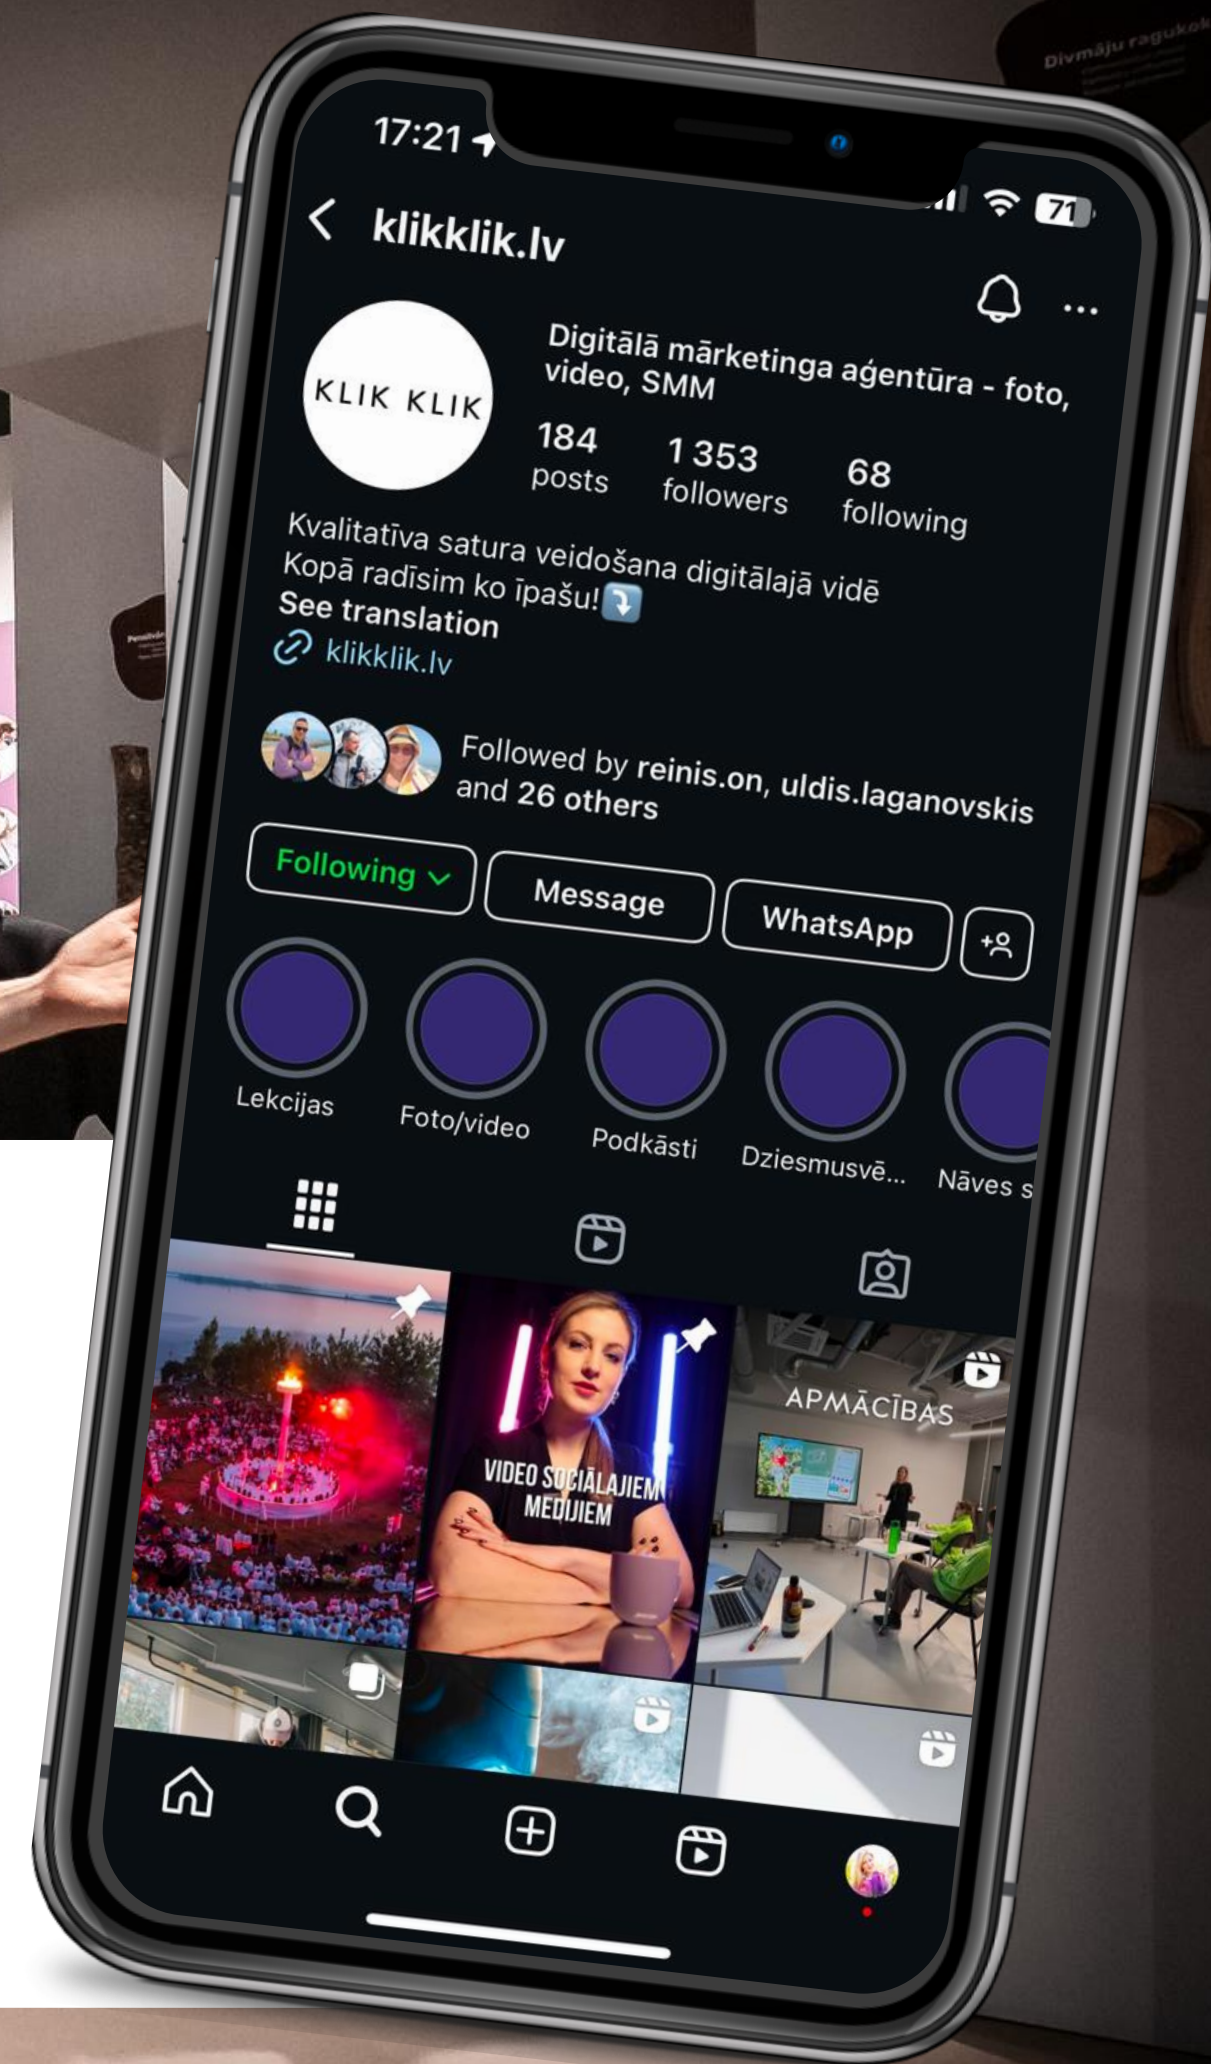 Divmāju raguko
17:21
71
klikklik.lv
KLIK KLIK
Digitālā mārketinga aģentūra - foto,
video, SMM
184
posts
1 353
followers
68
following
Kvalitatīva satura veidošana digitālajā vidē
Kopā radīsim ko īpašu!
See translation
klikklik.lv
Followed by reinis.on, uldis.laganovskis
and 26 others
Following
Message
WhatsApp
Lekcijas
Foto/video
Podkāsti
Dziesmusvē...
Nāves s
APMĀCĪBAS
VIDEO SOCIĀLAJIEM
MEDIJIEM